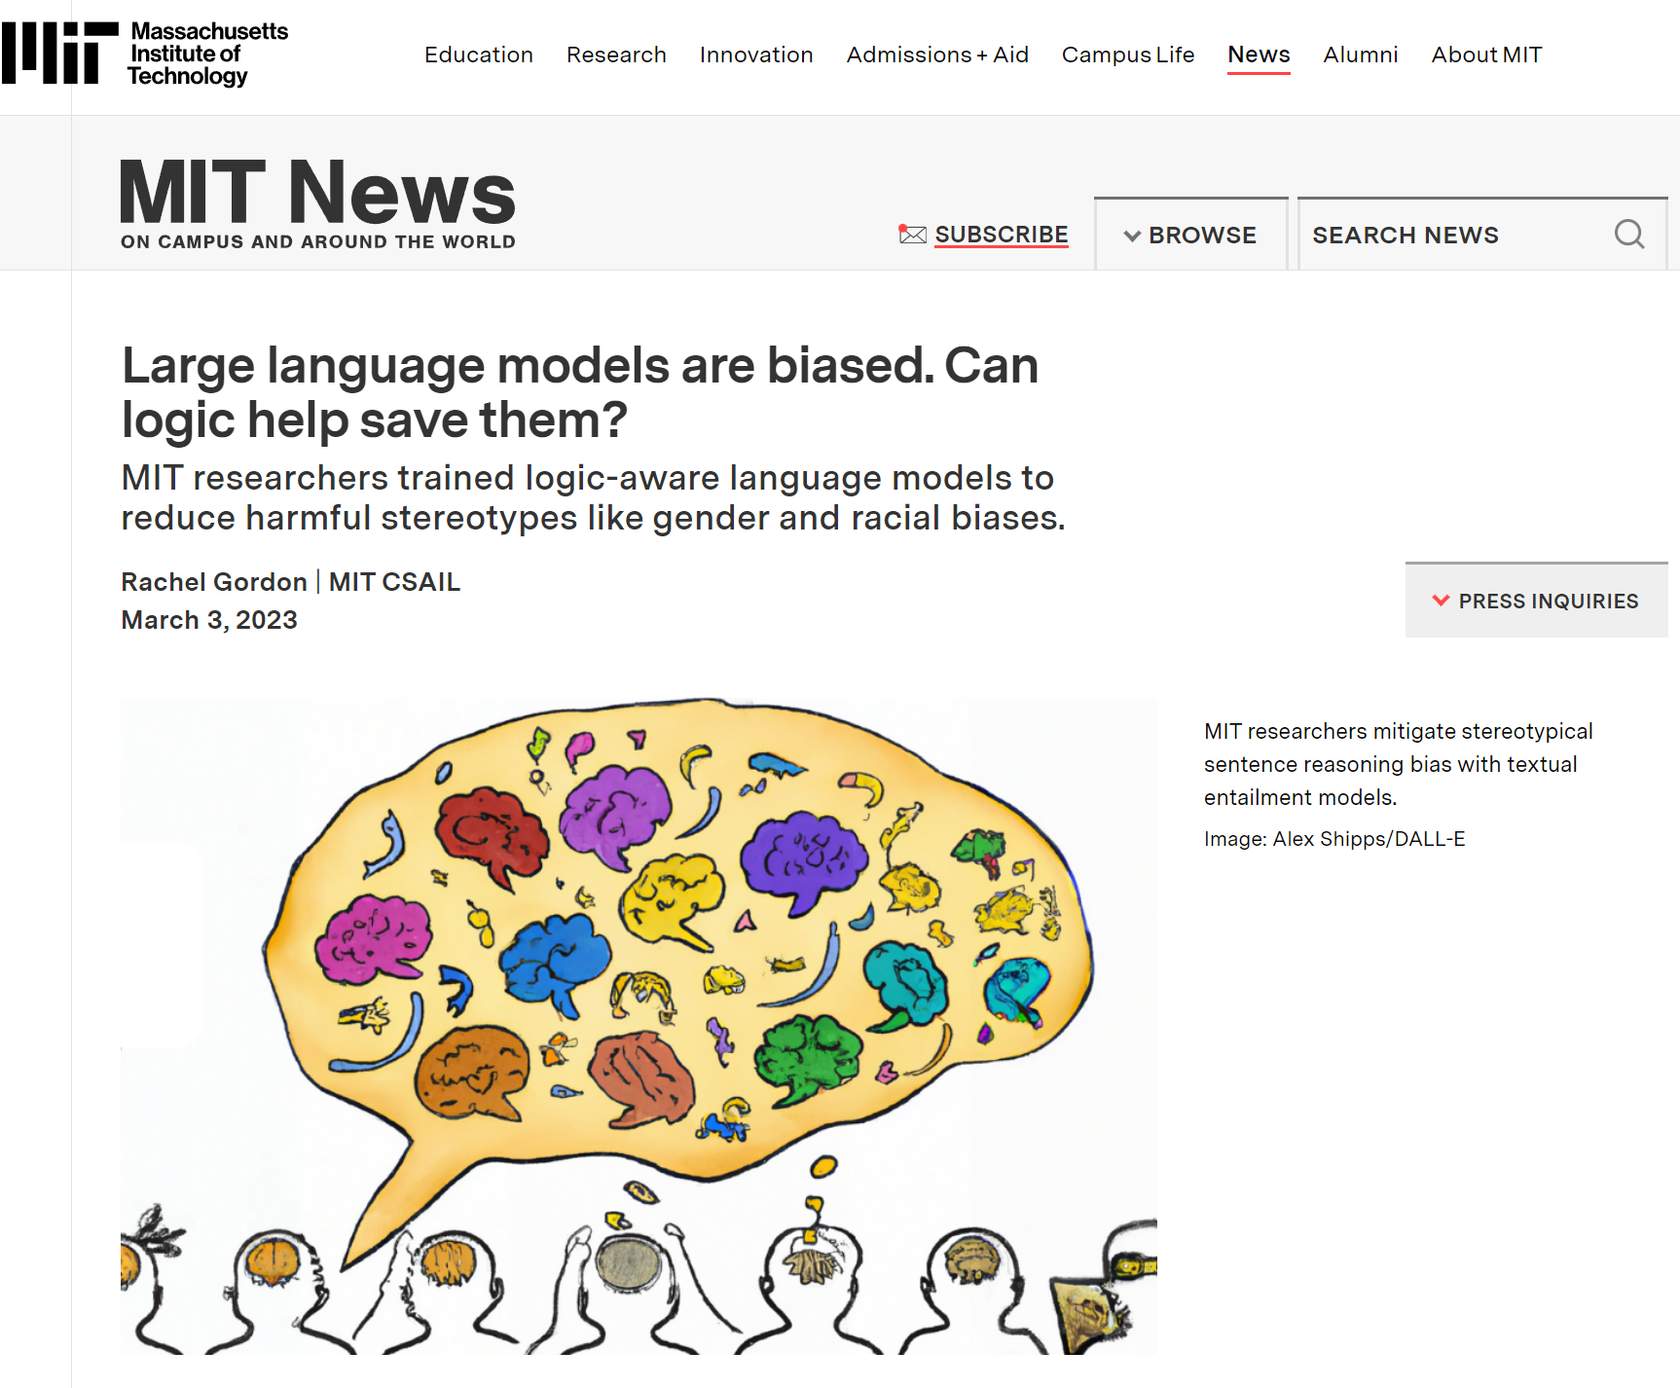 Massachusetts
Institute of
Technology
Education Research Innovation Admissions + Aid Campus Life News Alumni About MIT
MIT News
ON CAMPUS AND AROUND THE WORLD
SUBSCRIBE
BROWSE
SEARCH NEWS
Large language models are biased. Can
logic help save them?
MIT researchers trained logic-aware language models to
reduce harmful stereotypes like gender and racial biases.
Rachel Gordon | MIT CSAIL
March 3, 2023
PRESS INQUIRIES
MIT researchers mitigate stereotypical
sentence reasoning bias with textual
entailment models.
Image: Alex Shipps/DALL-E